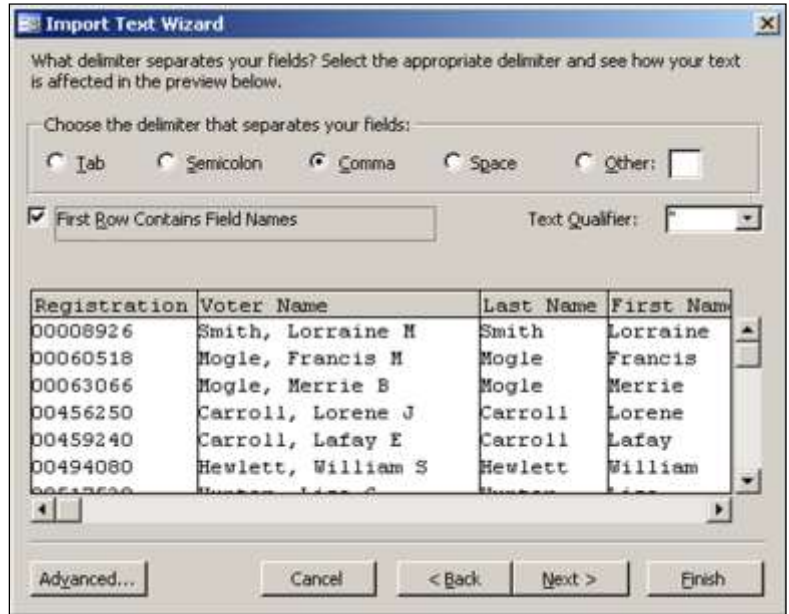 Import Text Wizard
What delimiter separates your fields? Select the appropriate delimiter and see how your text
is affected in the preview below.
Choose the delimiter that separates your fields:
Tab Semicolon Comma Space Other:
First Row Contains Field Names Text Qualifier: "
Registration Voter Name Last Name First Nam
00008926 Smith, Lorraine M Smith Lorraine
00060518 Mogle, Francis M Mogle Francis
00063066 Mogle, Merrie B Mogle Merrie
00456250 Carroll, Lorene J Carroll Lorene
00459240 Carroll, Lafay E Carroll Lafay
00494080 Hewlett, William S Hewlett William
Advanced... Cancel < Back Next > Finish